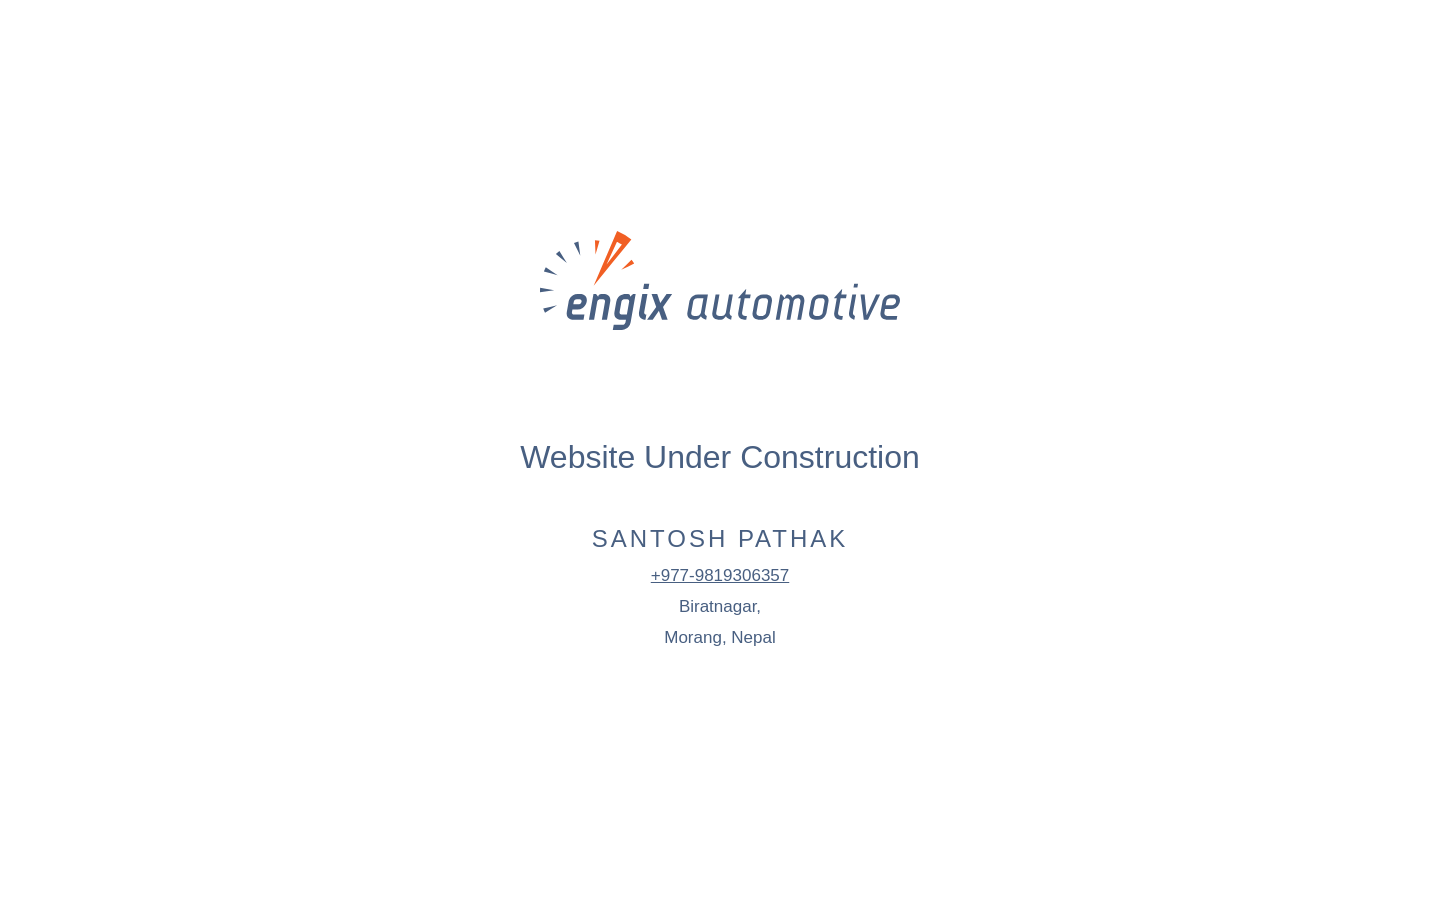 engix automotive
Website Under Construction
SANTOSH PATHAK
+977-9819306357
Biratnagar,
Morang, Nepal